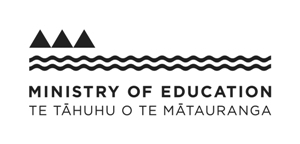 MINISTRY OF EDUCATION
TE TĀHUHU O TE MĀTAURANGA